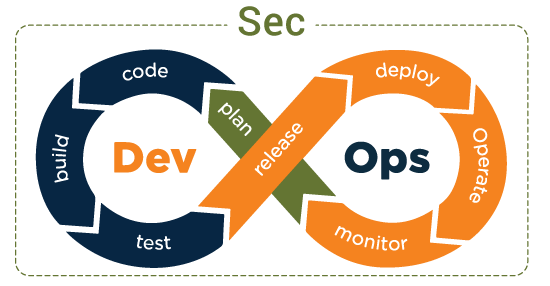 Sec
code
plan
build
test
Dev
release
deploy
Operate
monitor
Ops